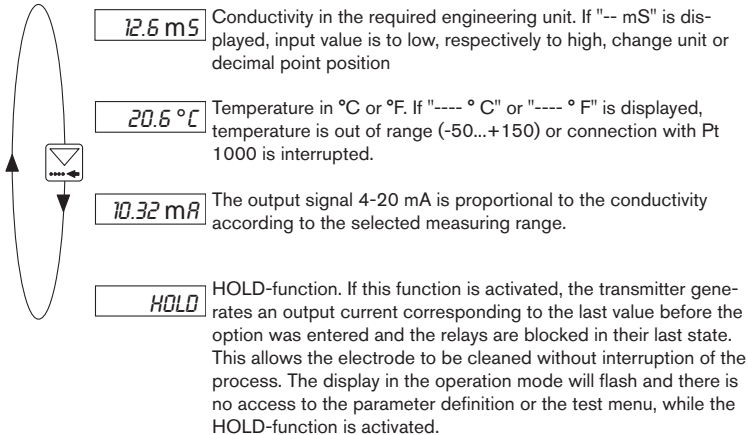 12.6 mS
Conductivity in the required engineering unit. If "-- mS" is dis-
played, input value is to low, respectively to high, change unit or
decimal point position
20.6 °C
Temperature in °C or °F. If "---- ° C" or "---- ° F" is displayed,
temperature is out of range (-50...+150) or connection with Pt
1000 is interrupted.
10.32 mA
The output signal 4-20 mA is proportional to the conductivity
according to the selected measuring range.
HOLD
HOLD-function. If this function is activated, the transmitter gene-
rates an output current corresponding to the last value before the
option was entered and the relays are blocked in their last state.
This allows the electrode to be cleaned without interruption of the
process. The display in the operation mode will flash and there is
no access to the parameter definition or the test menu, while the
HOLD-function is activated.